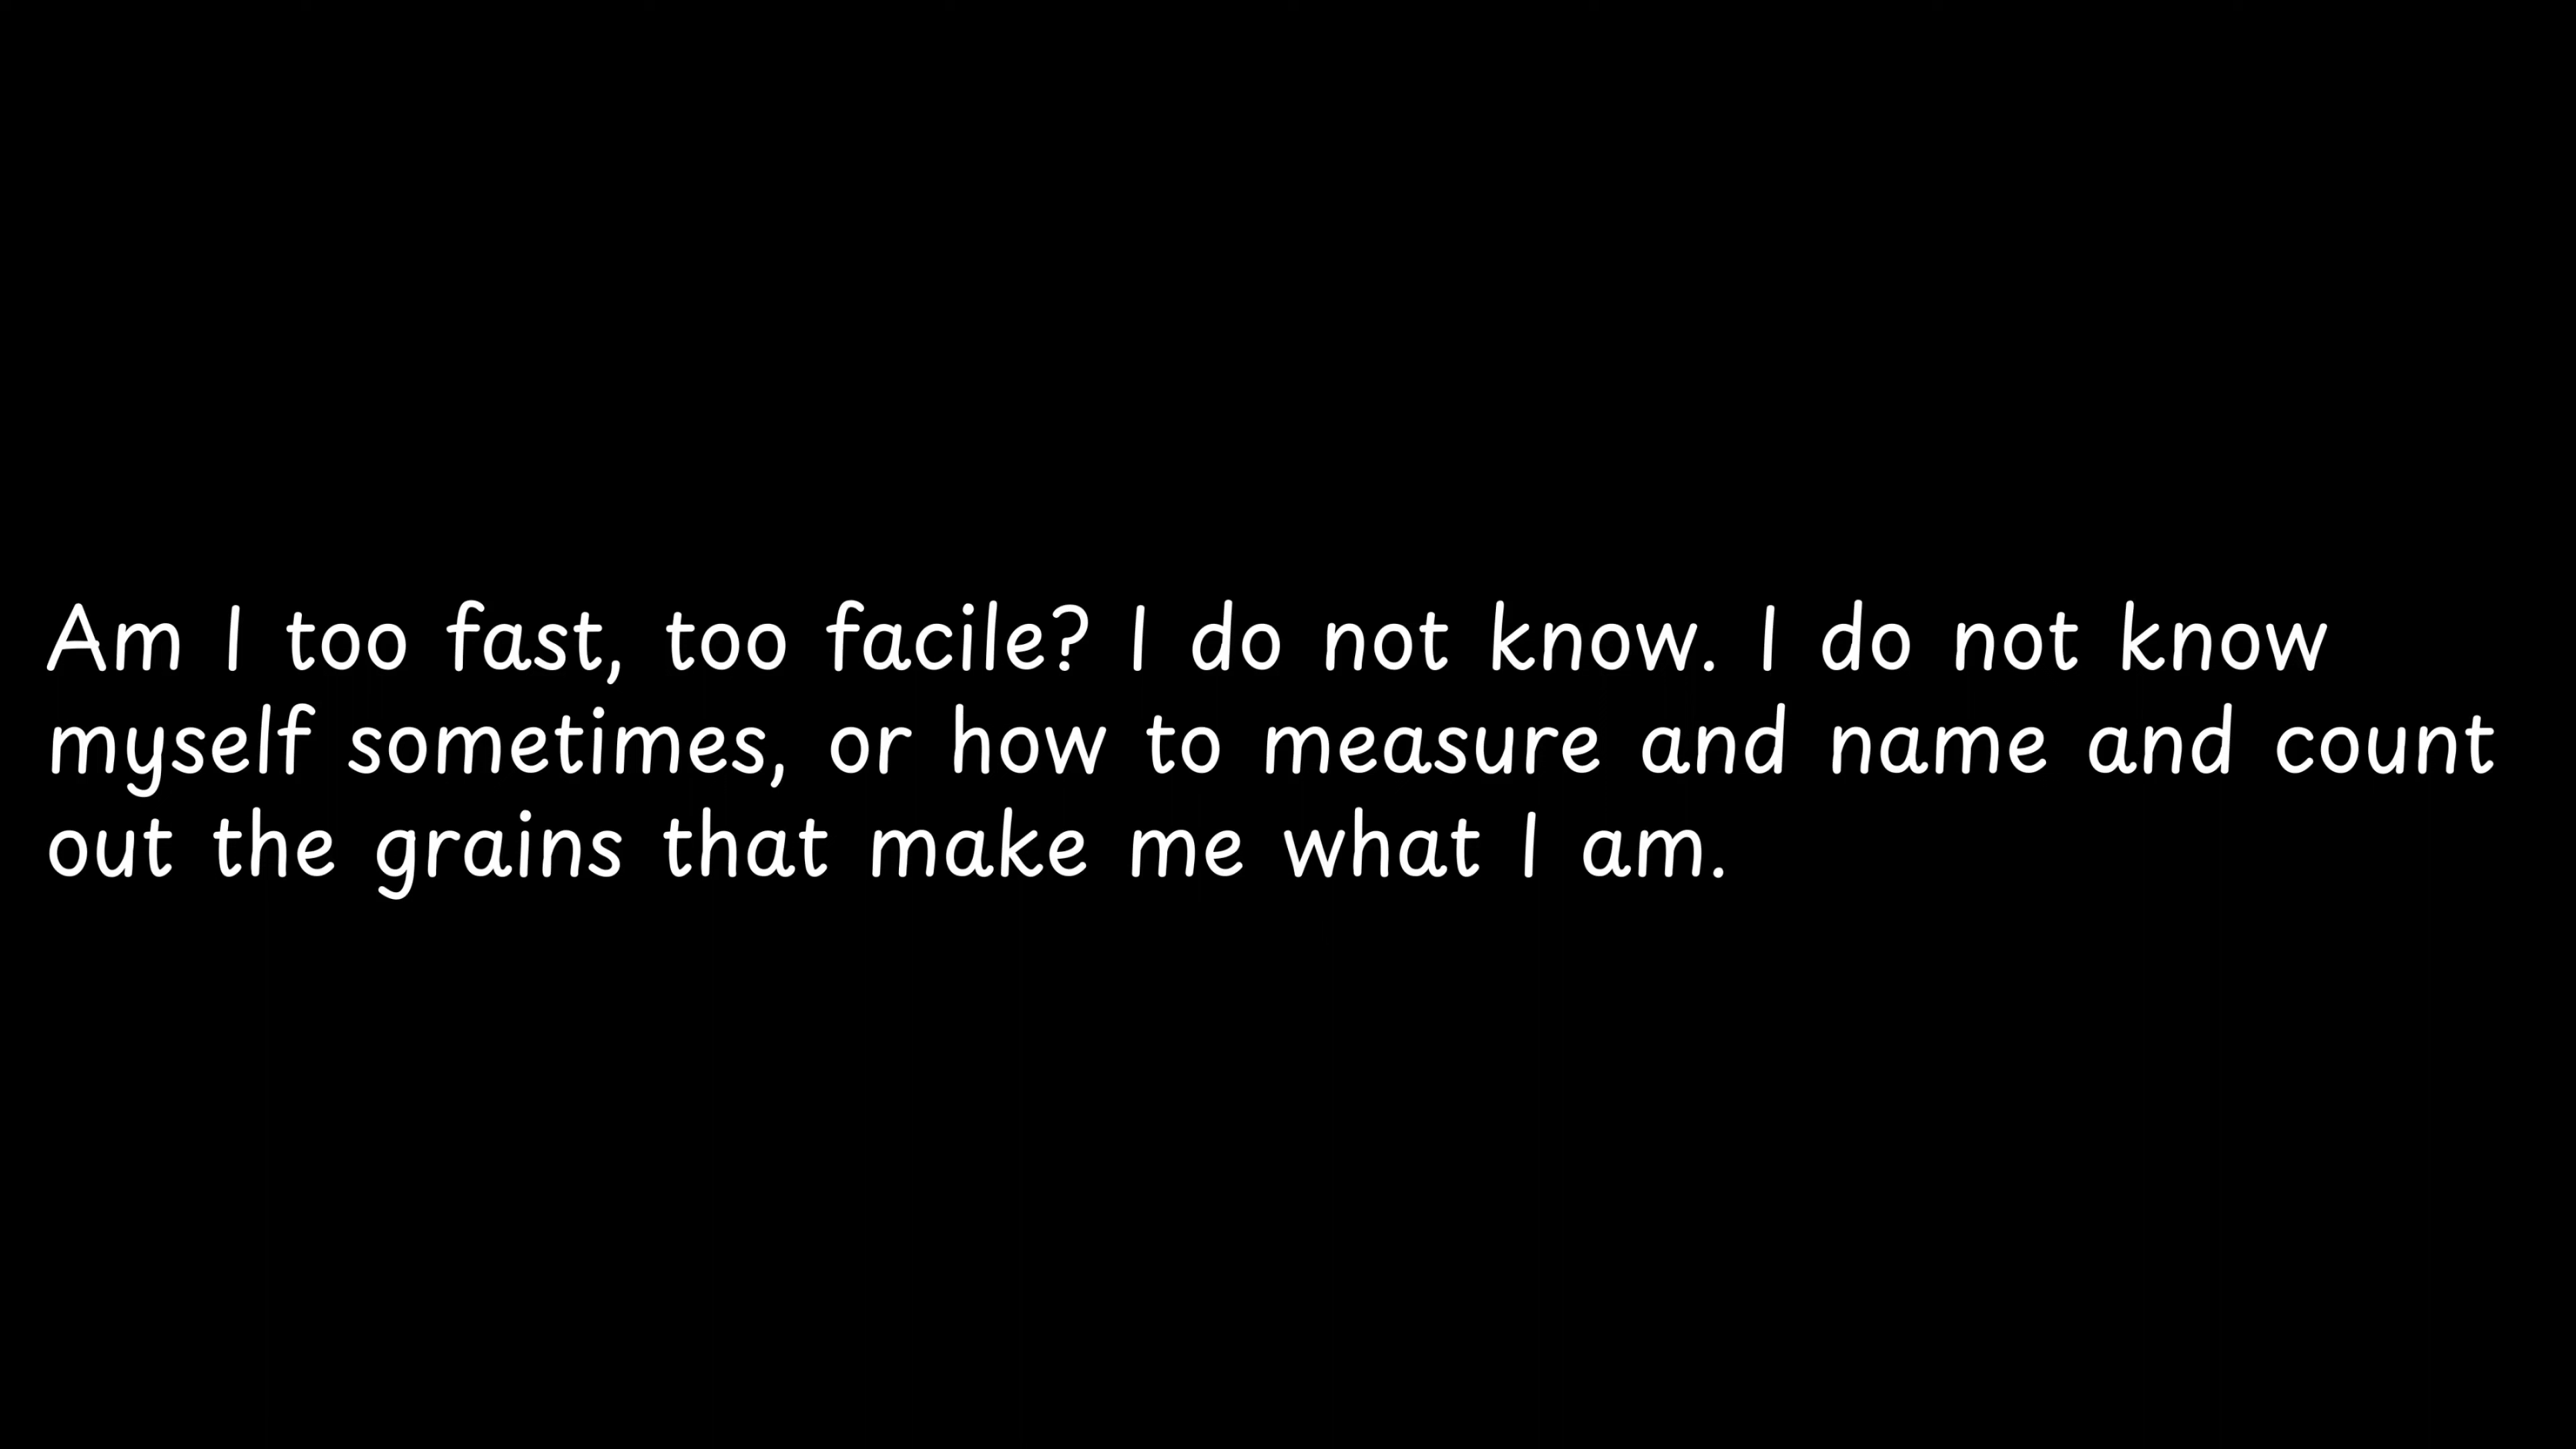 Am I too fast, too facile? I do not know. I do not know
myself sometimes, or how to measure and name and count
out the grains that make me what I am.